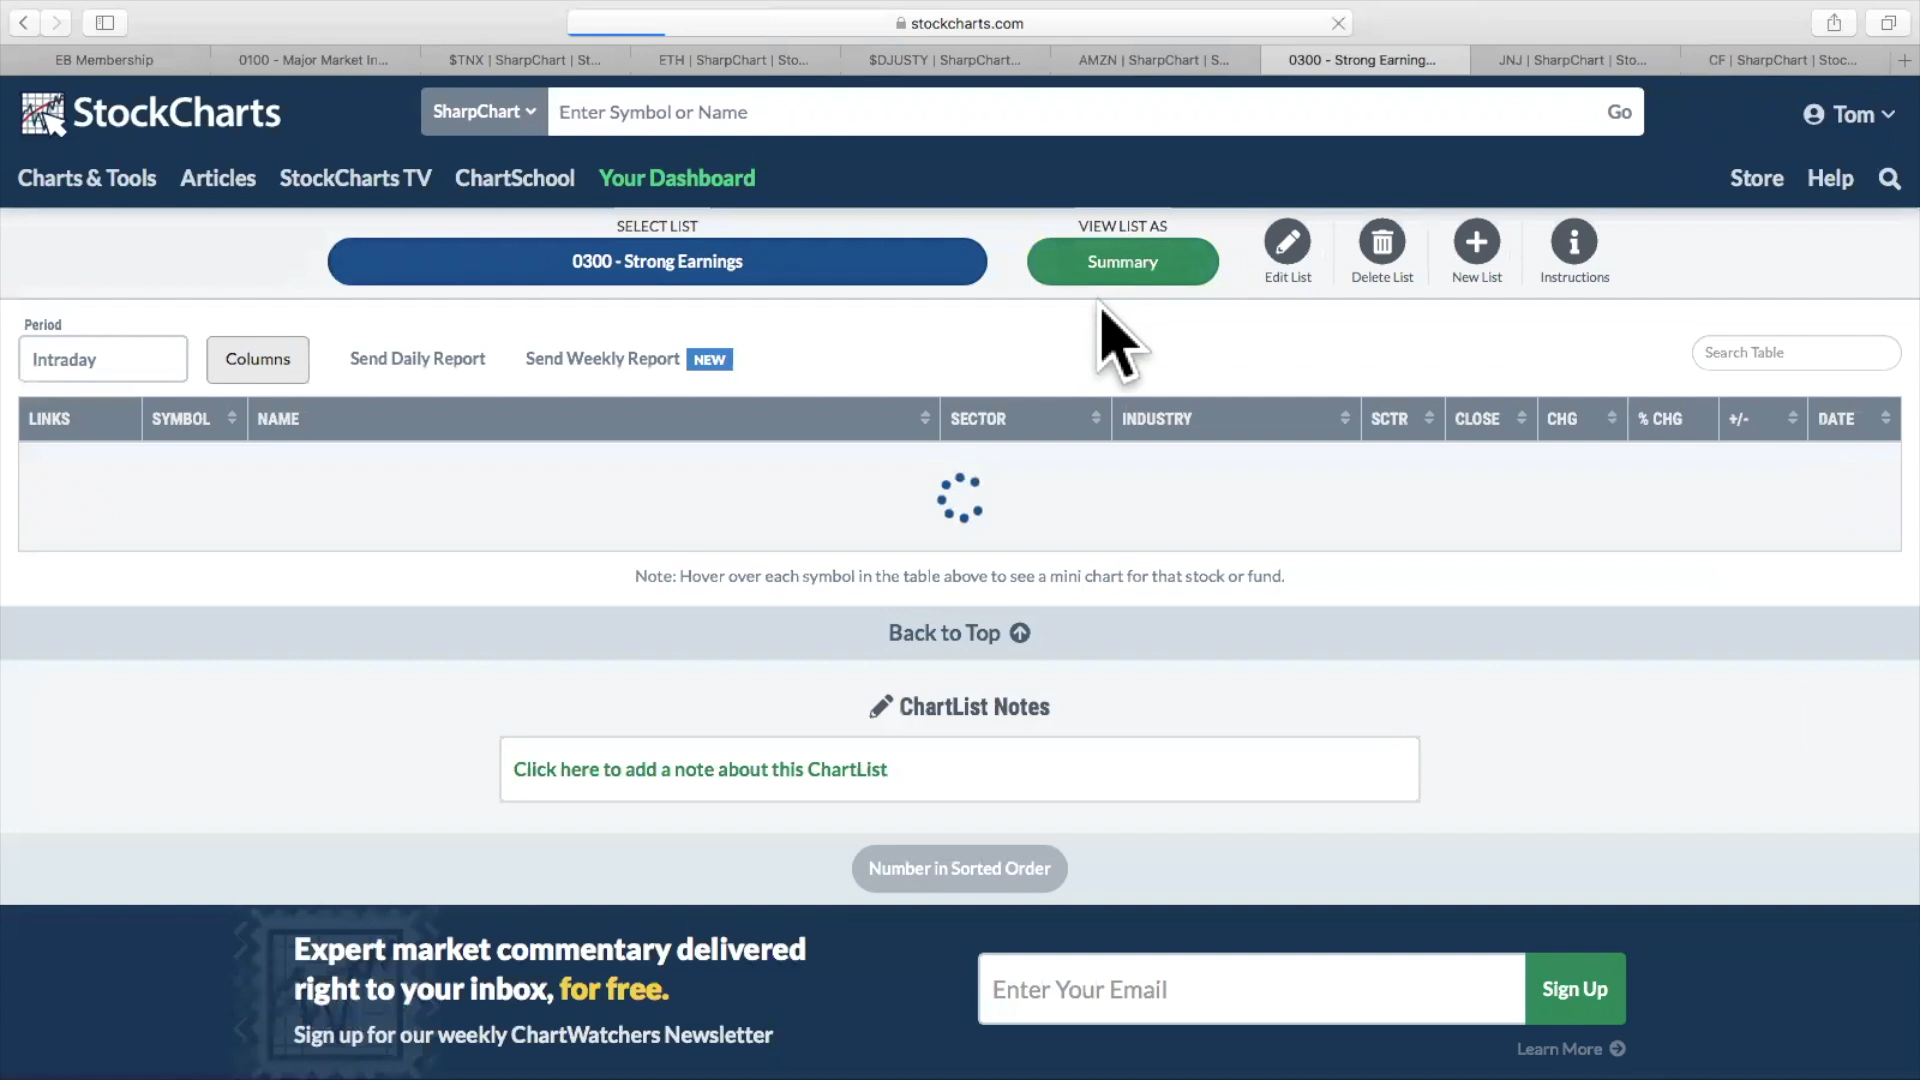 stockcharts.com
EB Membership
0100 - Major Market In...
$TNX | SharpChart | St...
ETH | SharpChart | Sto...
$DJUSTY | SharpChart...
AMZN | SharpChart | S...
0300 - Strong Earning...
JNJ | SharpChart | Sto...
CF | SharpChart | Stoc...
StockCharts
SharpChart
Enter Symbol or Name
Go
Tom
Charts & Tools
Articles
StockCharts TV
ChartSchool
Your Dashboard
Store
Help
SELECT LIST
0300 - Strong Earnings
VIEW LIST AS
Summary
Edit List
Delete List
New List
Instructions
Period
Intraday
Columns
Send Daily Report
Send Weekly Report NEW
Search Table
LINKS
SYMBOL
NAME
SECTOR
INDUSTRY
SCTR
CLOSE
CHG
% CHG
+/-
DATE
Note: Hover over each symbol in the table above to see a mini chart for that stock or fund.
Back to Top
ChartList Notes
Click here to add a note about this ChartList
Number in Sorted Order
Expert market commentary delivered
right to your inbox, for free.
Sign up for our weekly ChartWatchers Newsletter
Enter Your Email
Sign Up
Learn More